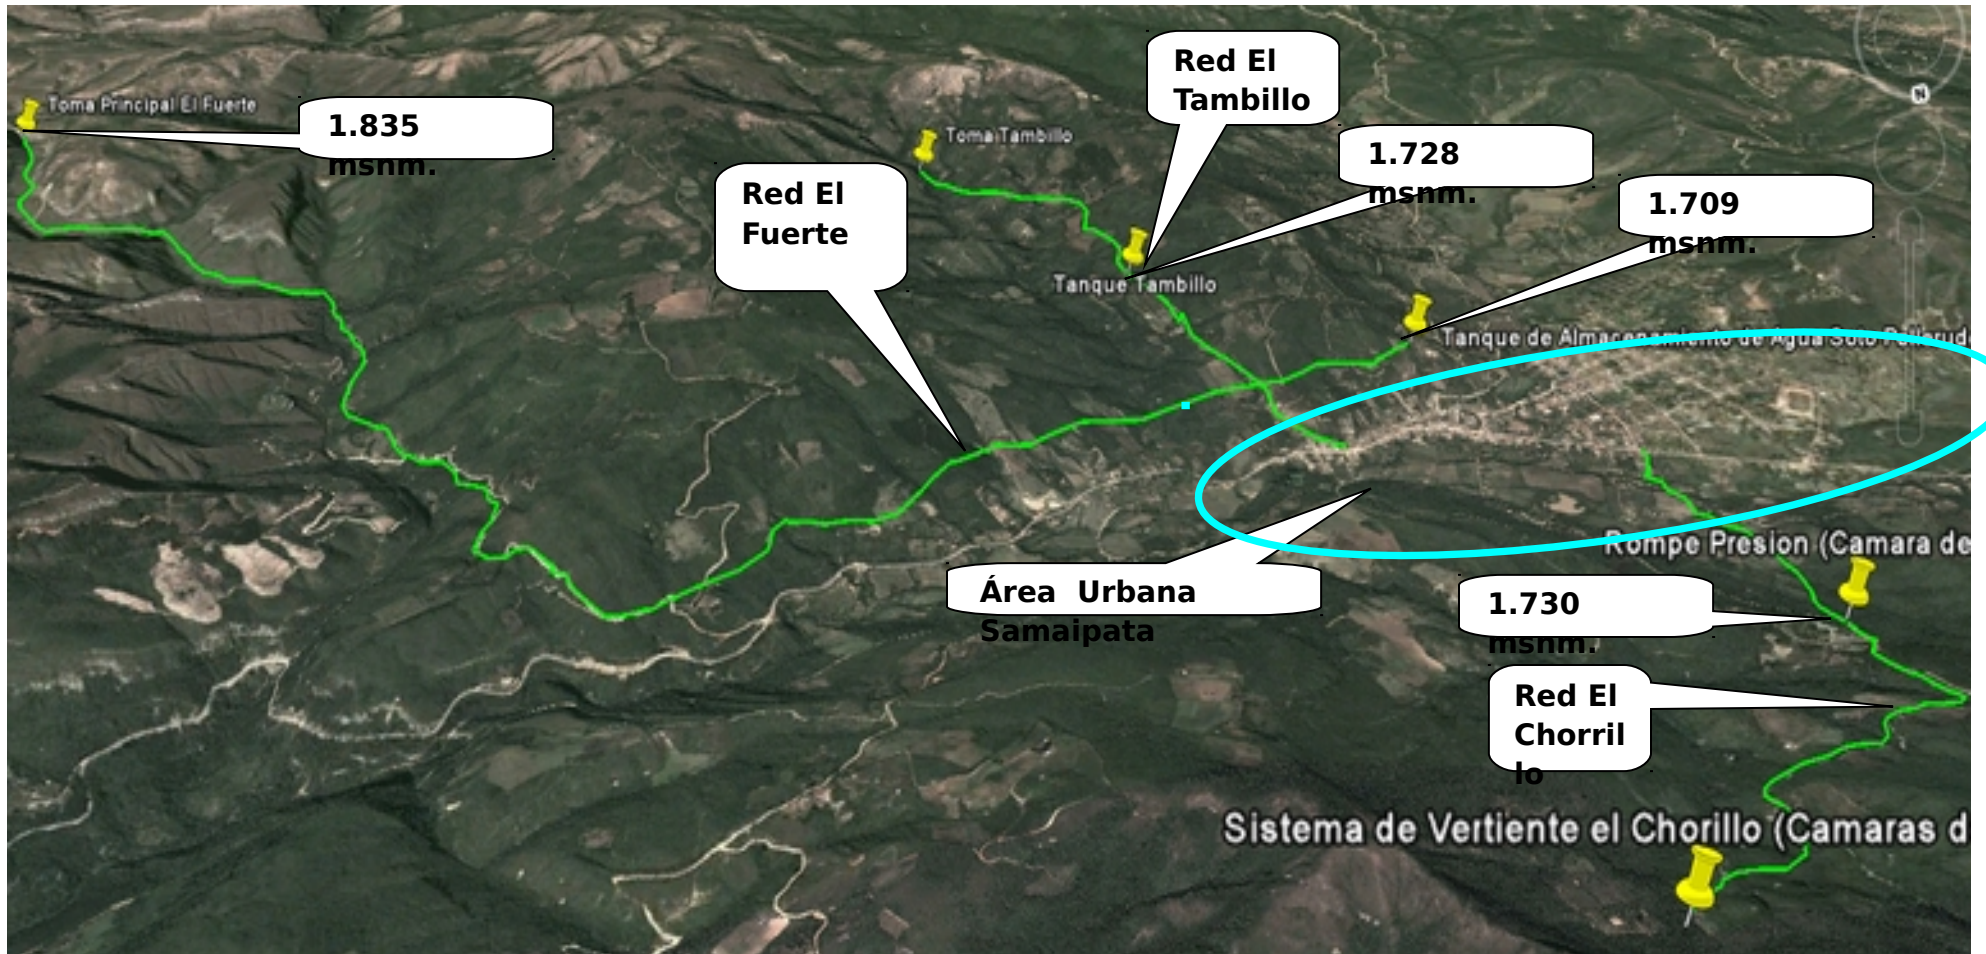 Red El
Tambillo
Toma Principal El Fuerte
1.835
msnm.
Toma Tambillo
1.728
msnm.
Red El
Fuerte
1.709
msnm.
Tanque Tambillo
Tanque de Almacenamiento de Agua Soto
Rompe Presion (Camara de
Área Urbana
Samaipata
1.730
msnm.
Red El
Chorril
lo
Sistema de Vertiente el Chorillo (Camaras d
N